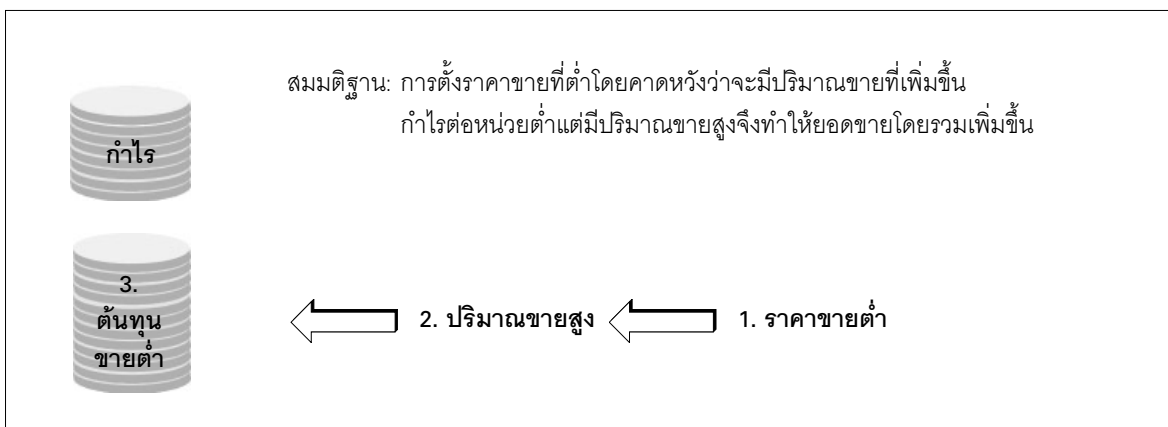 สมมติฐาน: การตั้งราคาขายที่ต่ำโดยคาดหวังว่าจะมีปริมาณขายที่เพิ่มขึ้น
กำไรต่อหน่วยต่ำแต่มีปริมาณขายสูงจึงทำให้ยอดขายโดยรวมเพิ่มขึ้น
กำไร
3.
ต้นทุน
ขายต่ำ
2. ปริมาณขายสูง
1. ราคาขายต่ำ